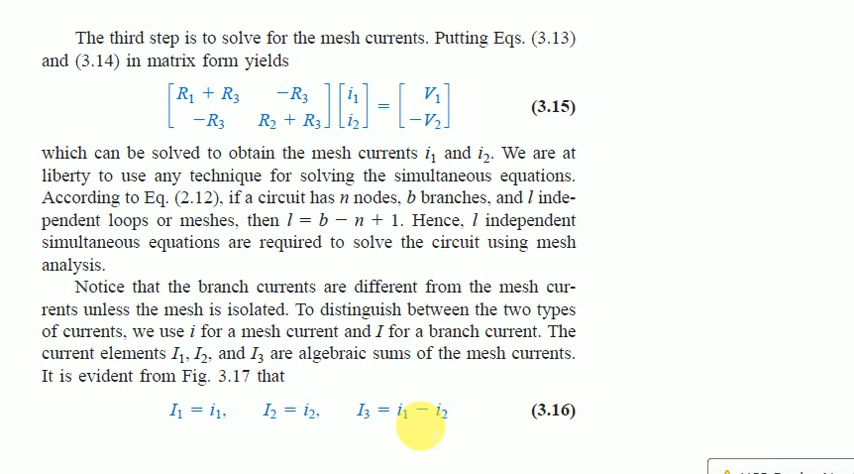 The third step is to solve for the mesh currents. Putting Eqs. (3.13)
and (3.14) in matrix form yields
[R₁ + R₃ −R₃] [i₁] = [V₁]
[−R₃ R₂ + R₃] [i₂] [−V₂] (3.15)
which can be solved to obtain the mesh currents i₁ and i₂. We are at
liberty to use any technique for solving the simultaneous equations.
According to Eq. (2.12), if a circuit has n nodes, b branches, and l inde-
pendent loops or meshes, then l = b − n + 1. Hence, l independent
simultaneous equations are required to solve the circuit using mesh
analysis.
Notice that the branch currents are different from the mesh cur-
rents unless the mesh is isolated. To distinguish between the two types
of currents, we use i for a mesh current and I for a branch current. The
current elements I₁, I₂, and I₃ are algebraic sums of the mesh currents.
It is evident from Fig. 3.17 that
I₁ = i₁, I₂ = i₂, I₃ = i₁ − i₂ (3.16)